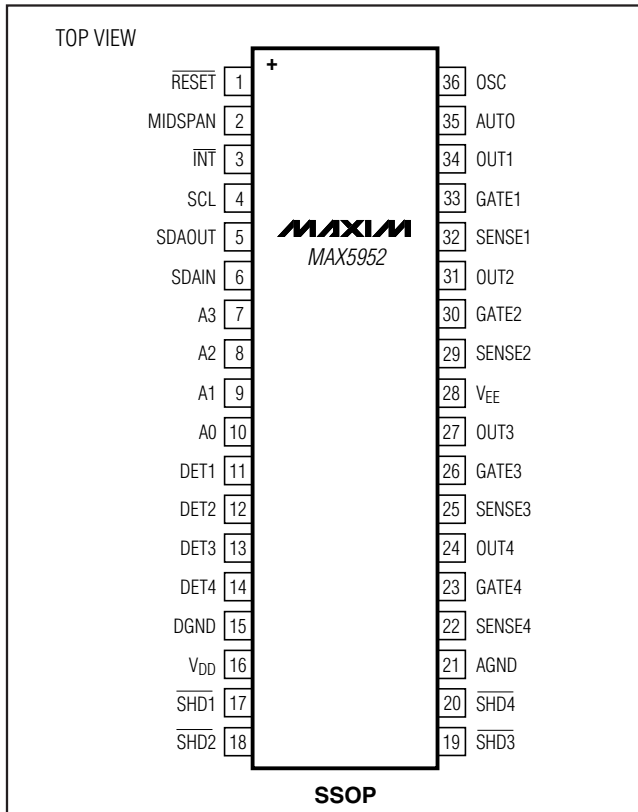 TOP VIEW
+
RESET 1
MIDSPAN 2
INT 3
SCL 4
SDAOUT 5
SDAIN 6
A3 7
A2 8
A1 9
A0 10
DET1 11
DET2 12
DET3 13
DET4 14
DGND 15
VDD 16
SHD1 17
SHD2 18
MAXIM
MAX5952
36 OSC
35 AUTO
34 OUT1
33 GATE1
32 SENSE1
31 OUT2
30 GATE2
29 SENSE2
28 VEE
27 OUT3
26 GATE3
25 SENSE3
24 OUT4
23 GATE4
22 SENSE4
21 AGND
20 SHD4
19 SHD3
SSOP